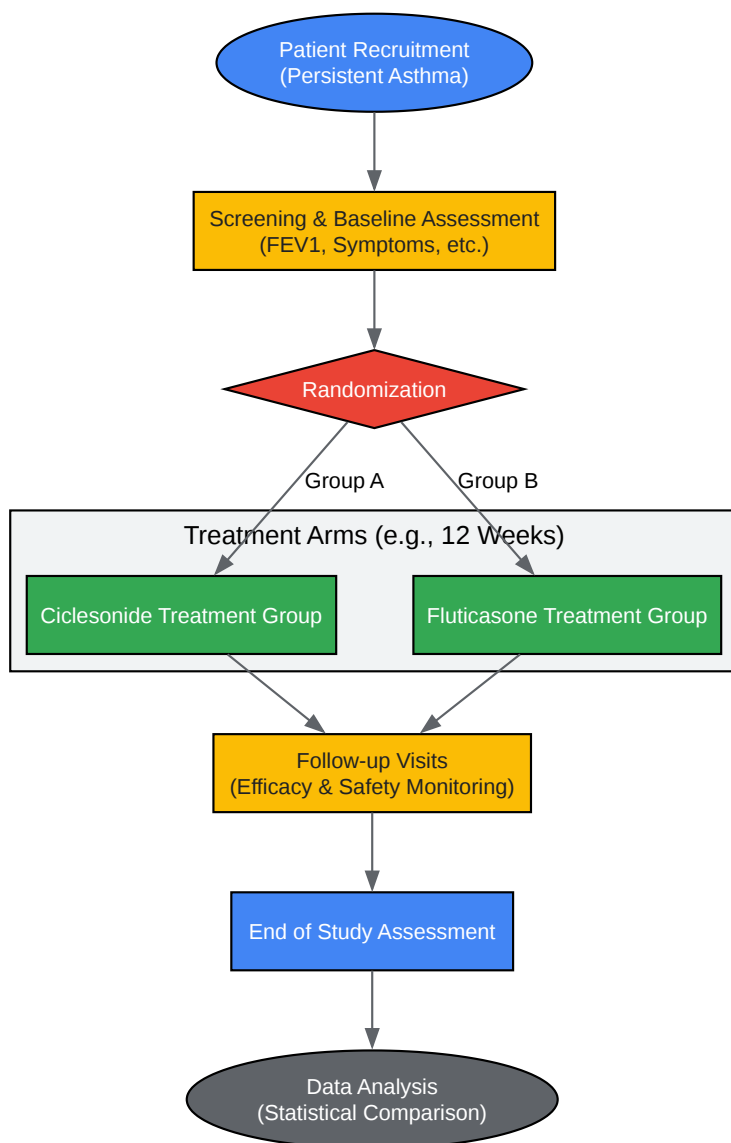 Patient Recruitment
(Persistent Asthma)
Screening & Baseline Assessment
(FEV1, Symptoms, etc.)
Randomization
Group A
Group B
Treatment Arms (e.g., 12 Weeks)
Ciclesonide Treatment Group
Fluticasone Treatment Group
Follow-up Visits
(Efficacy & Safety Monitoring)
End of Study Assessment
Data Analysis
(Statistical Comparison)